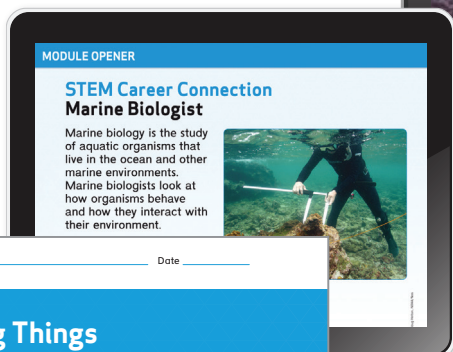 MODULE OPENER
STEM Career Connection
Marine Biologist
Marine biology is the study
of aquatic organisms that
live in the ocean and other
marine environments.
Marine biologists look at
how organisms behave
and how they interact with
their environment.
Date
Things